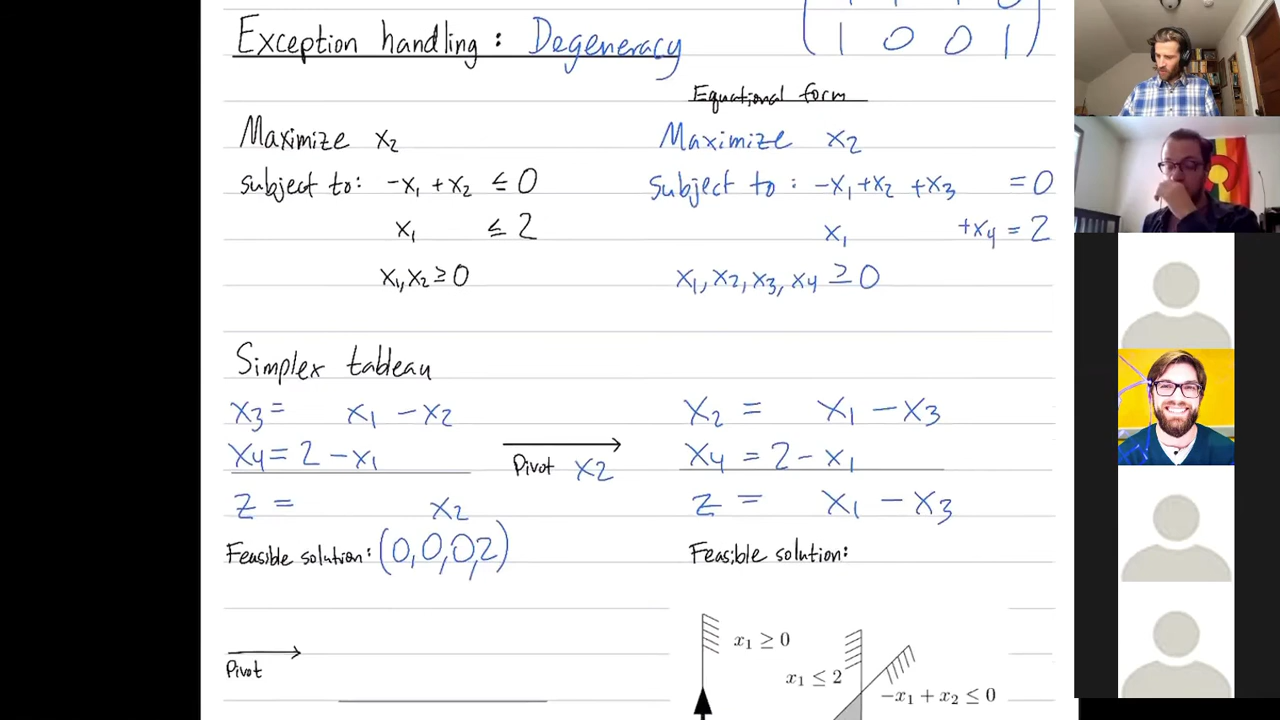 Exception handling: Degeneracy
1 0 0 1
Equational form
Maximize x₂
subject to: -x₁ + x₂ ≤ 0
x₁ ≤ 2
x₁, x₂ ≥ 0
Maximize x₂
subject to: -x₁ + x₂ + x₃ = 0
x₁ + x₄ = 2
x₁, x₂, x₃, x₄ ≥ 0
Simplex tableau
x₃ = x₁ - x₂
x₄ = 2 - x₁
z = x₂
Feasible solution: (0,0,0,2)
Pivot x2
x₂ = x₁ - x₃
x₄ = 2 - x₁
z = x₁ - x₃
Feasible solution:
Pivot
x₁ ≥ 0
x₁ ≤ 2
-x₁ + x₂ ≤ 0